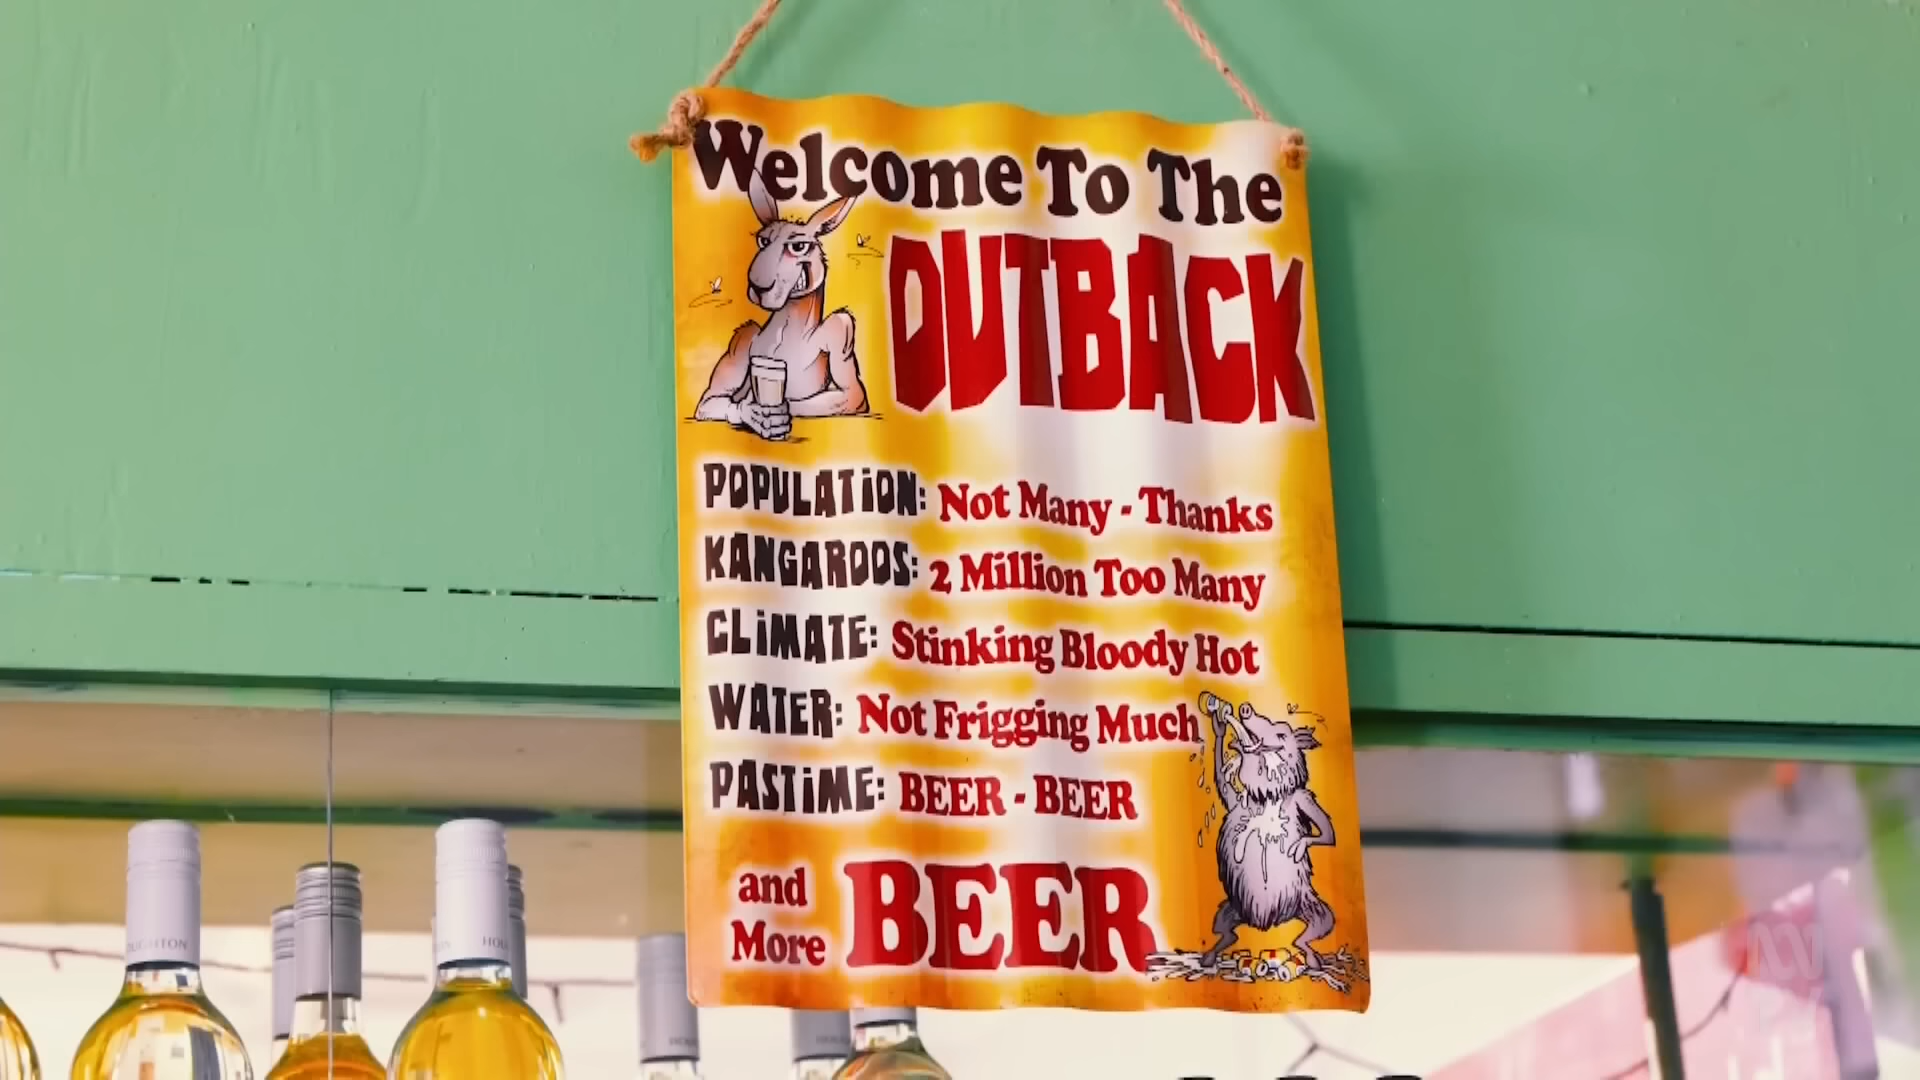 Welcome To The
OUTBACK
POPULATiON: Not Many - Thanks
KANGAROOS: 2 Million Too Many
CLiMATE: Stinking Bloody Hot
WATER: Not Frigging Much
PASTiME: BEER - BEER
and More BEER